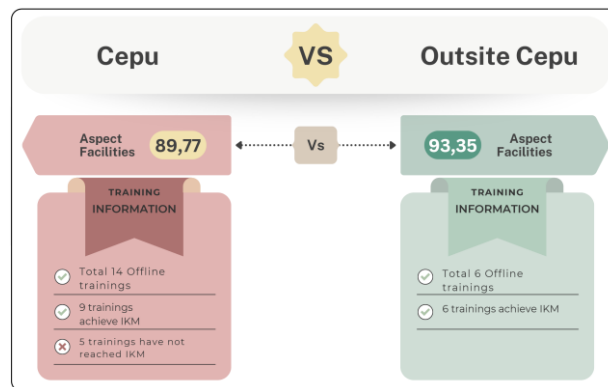 Cepu
VS
Outsite Cepu
Aspect
Facilities
89,77
Vs
93,35
Aspect
Facilities
TRAINING
INFORMATION
Total 14 Offline
trainings
9 trainings
achieve IKM
5 trainings have not
reached IKM
TRAINING
INFORMATION
Total 6 Offline
trainings
6 trainings achieve IKM